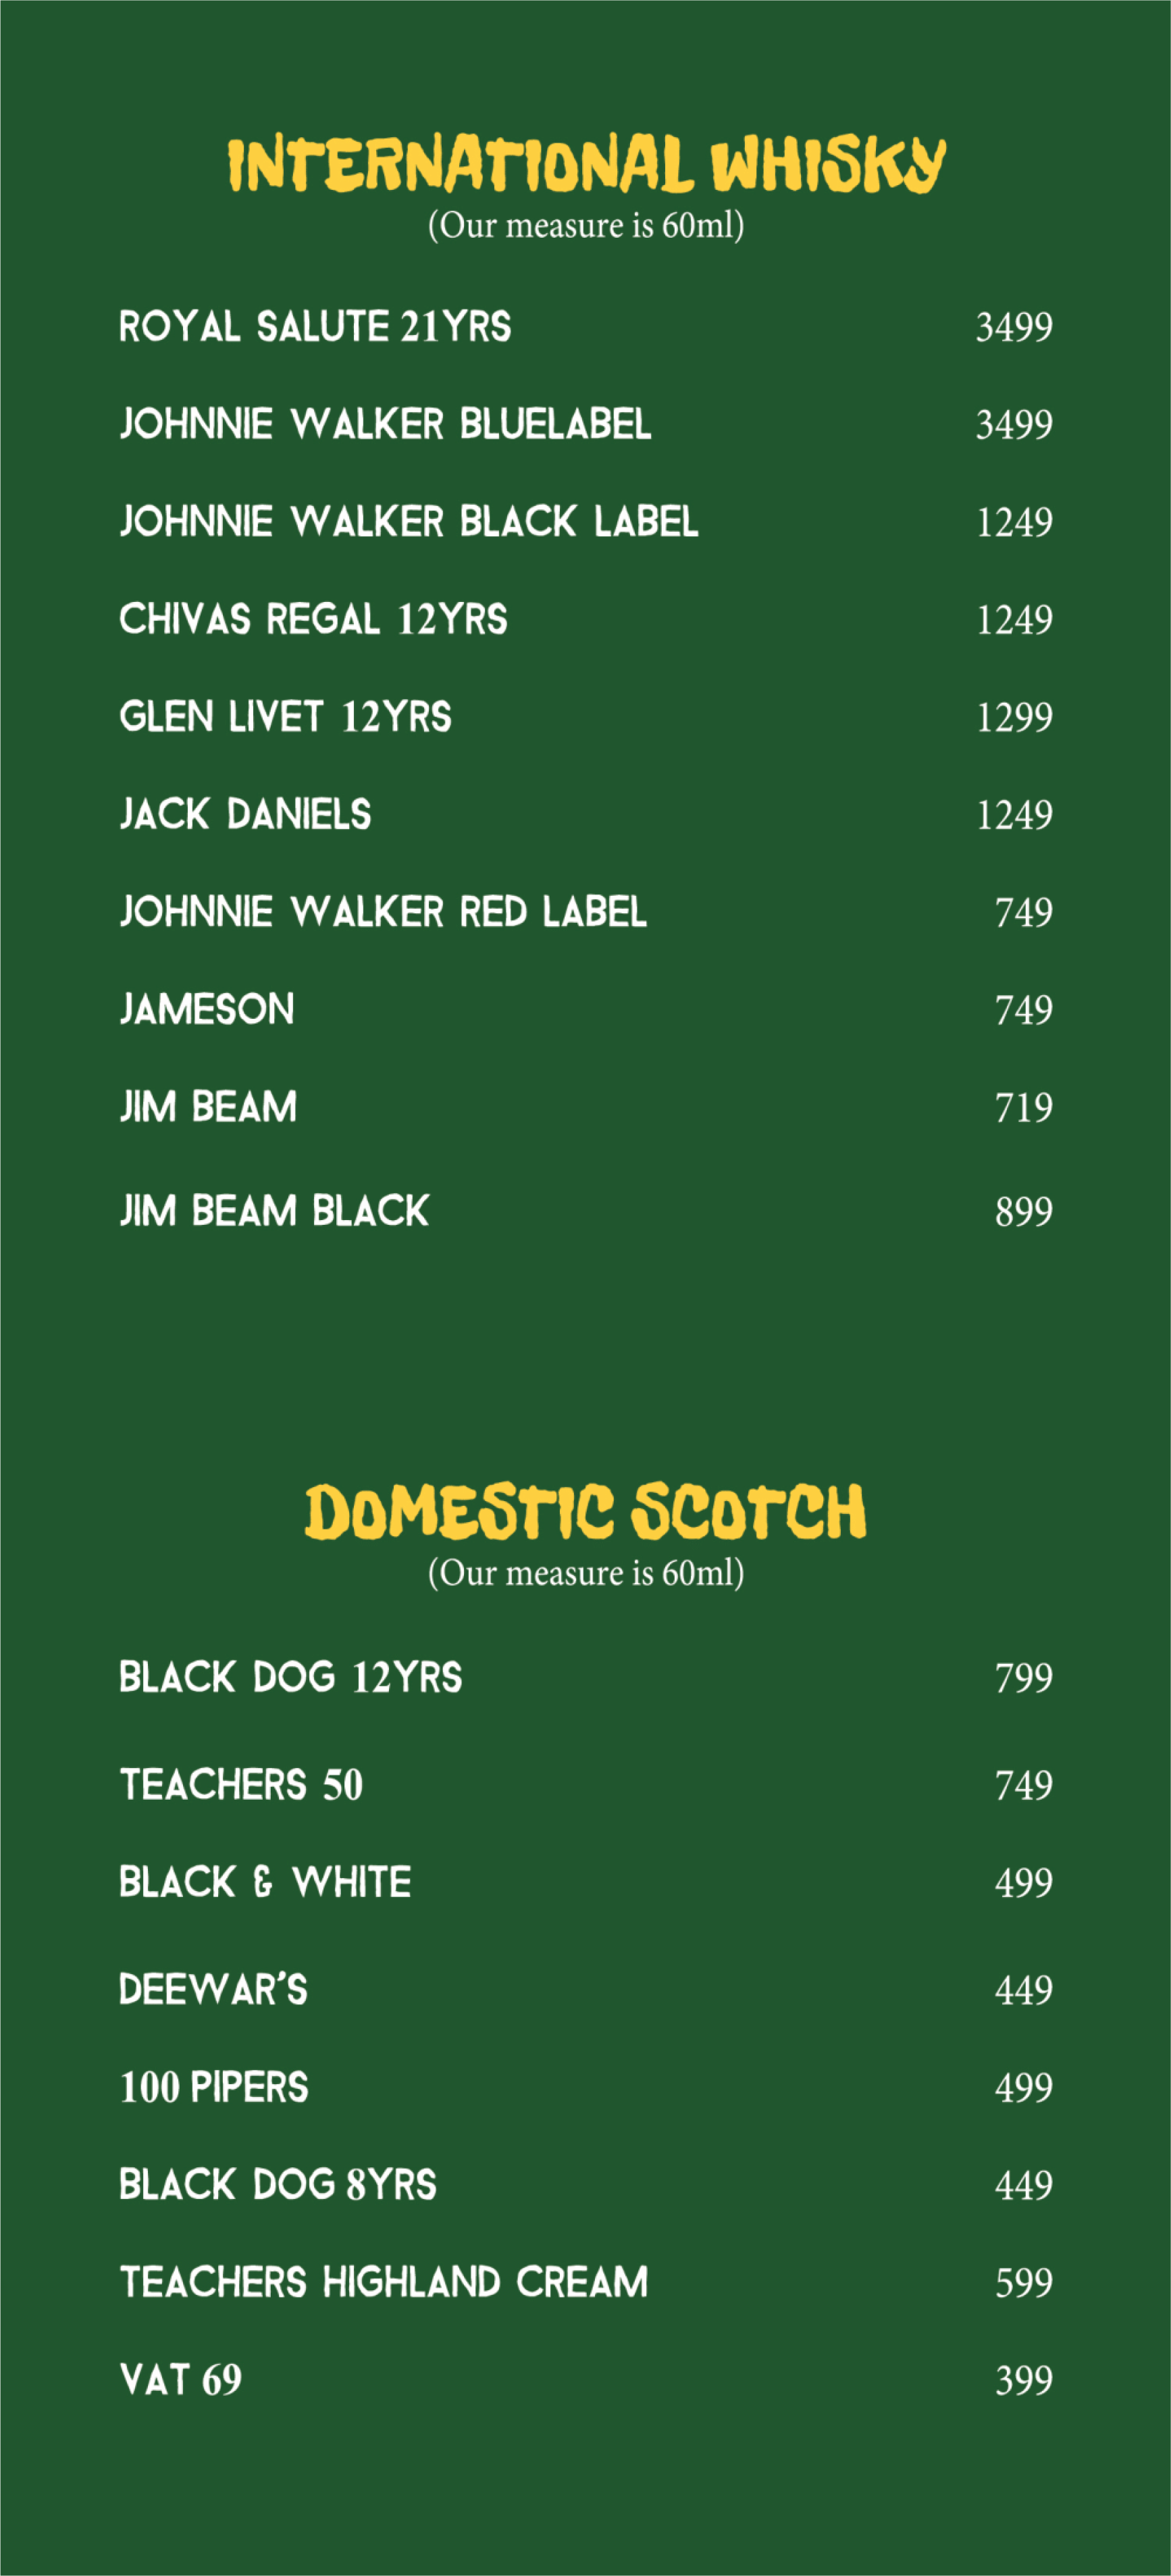 INTERNATIONAL WHISKY
(Our measure is 60ml)
ROYAL SALUTE 21YRS 3499
JOHNNIE WALKER BLUELABEL 3499
JOHNNIE WALKER BLACK LABEL 1249
CHIVAS REGAL 12YRS 1249
GLEN LIVET 12YRS 1299
JACK DANIELS 1249
JOHNNIE WALKER RED LABEL 749
JAMESON 749
JIM BEAM 719
JIM BEAM BLACK 899
DOMESTIC SCOTCH
(Our measure is 60ml)
BLACK DOG 12YRS 799
TEACHERS 50 749
BLACK & WHITE 499
DEEWAR'S 449
100 PIPERS 499
BLACK DOG 8YRS 449
TEACHERS HIGHLAND CREAM 599
VAT 69 399